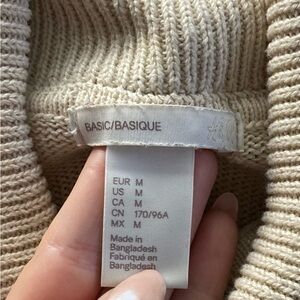 BASIC/BASIQUE
EUR M
US M
CA M
CN 170/96A
MX M
Made in
Bangladesh
Fabriqué en
Bangladesh